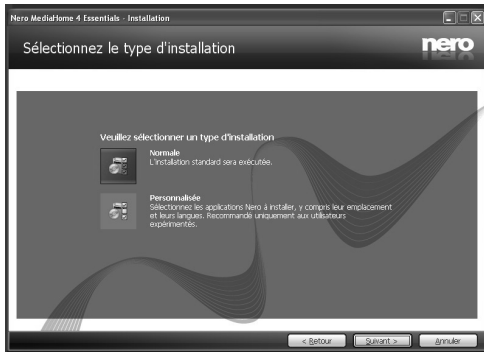 Nero MediaHome 4 Essentials - Installation
Sélectionnez le type d'installation
nero
Veuillez sélectionner un type d'installation
Normale
L'installation standard sera exécutée.
Personnalisée
Sélectionnez les applications Nero à installer, y compris leur emplacement
et leurs langues. Recommandé uniquement aux utilisateurs
expérimentés.
< Retour
Suivant >
Annuler